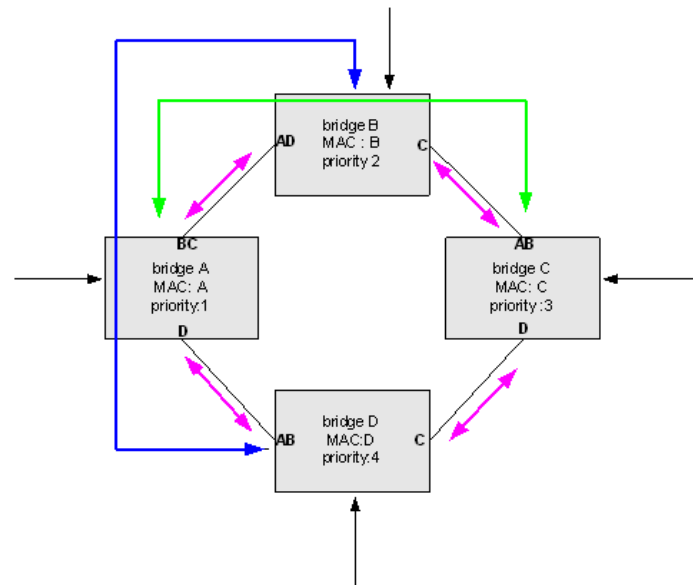 bridge B
MAC : B
priority 2
AD
C
BC
bridge A
MAC: A
priority:1
D
AB
bridge C
MAC: C
priority :3
D
bridge D
MAC:D
priority:4
AB
C